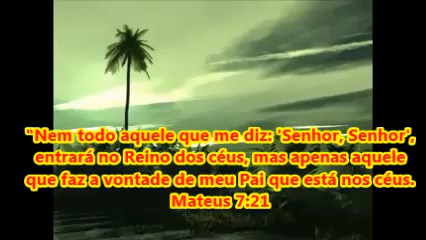 "Nem todo aquele que me diz: 'Senhor, Senhor',
entrará no Reino dos céus, mas apenas aquele
que faz a vontade de meu Pai que está nos céus.
Mateus 7:21